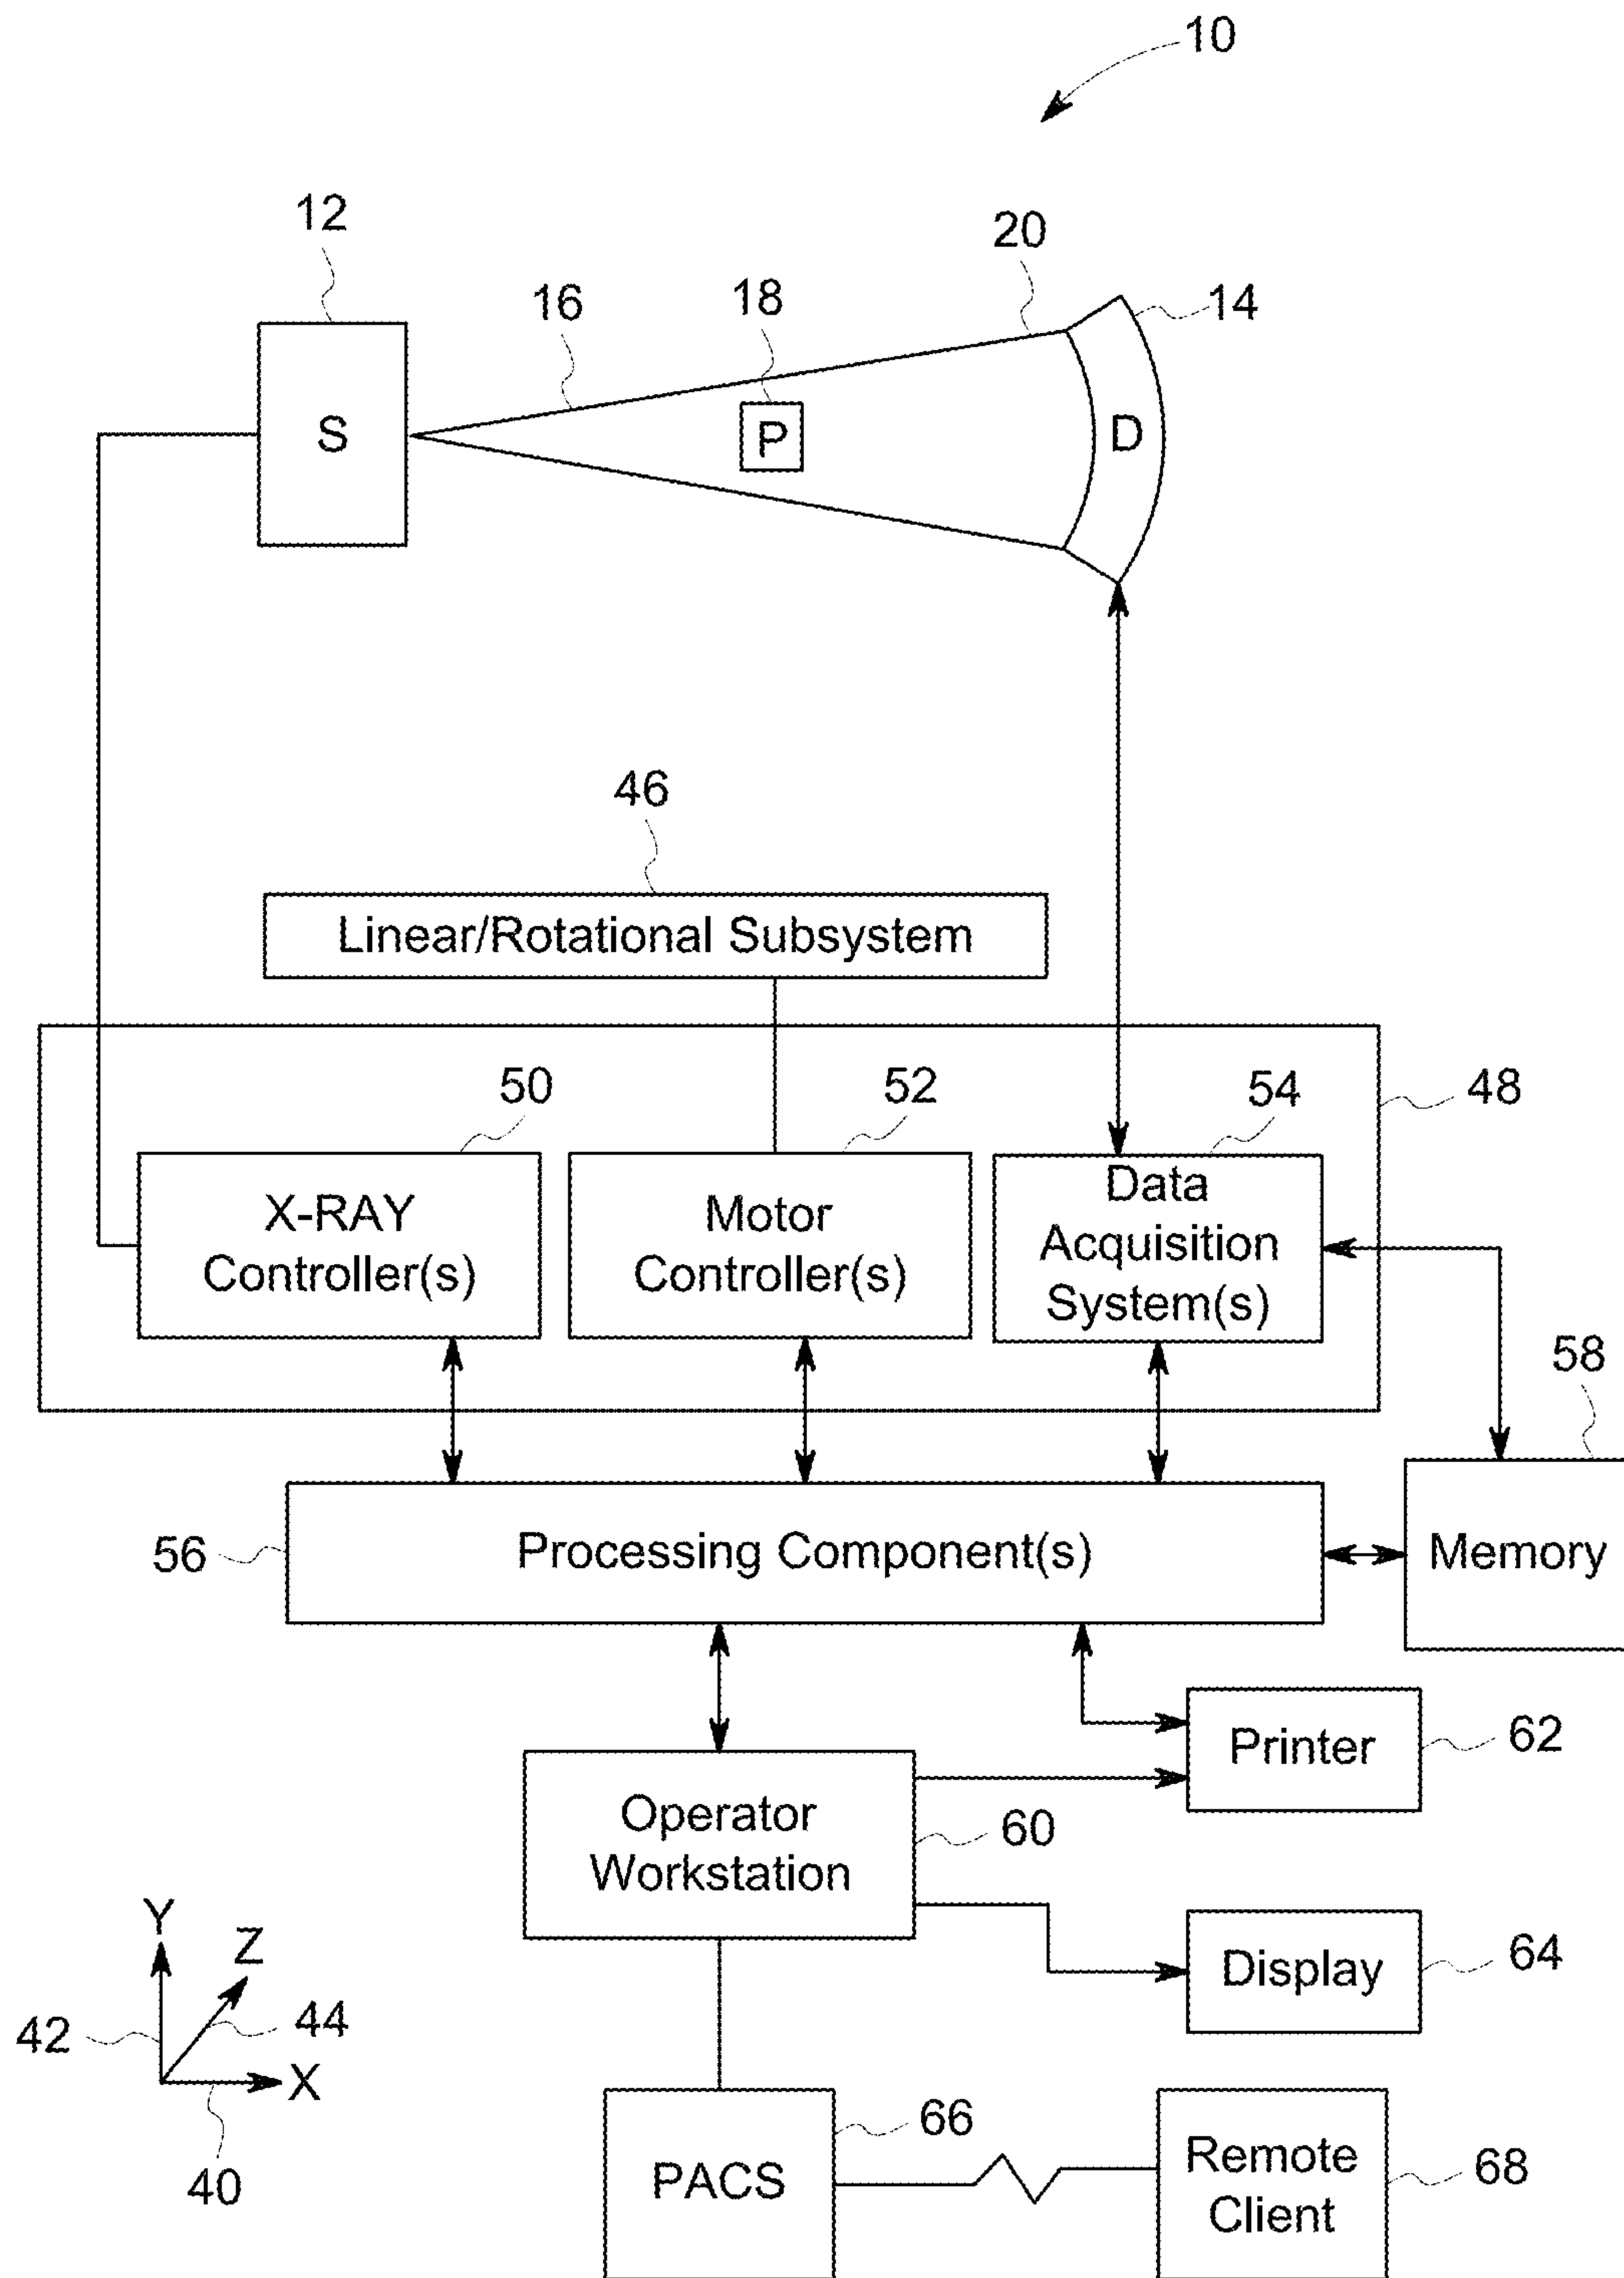 10
12
20
16
18
14
S
P
D
46
Linear/Rotational Subsystem
50
52
54
48
X-RAY
Controller(s)
Motor
Controller(s)
Data
Acquisition
System(s)
58
56
Processing Component(s)
Memory
Printer
62
Operator
Workstation
60
Y
Z
Display
64
42
44
X
40
66
PACS
Remote
Client
68